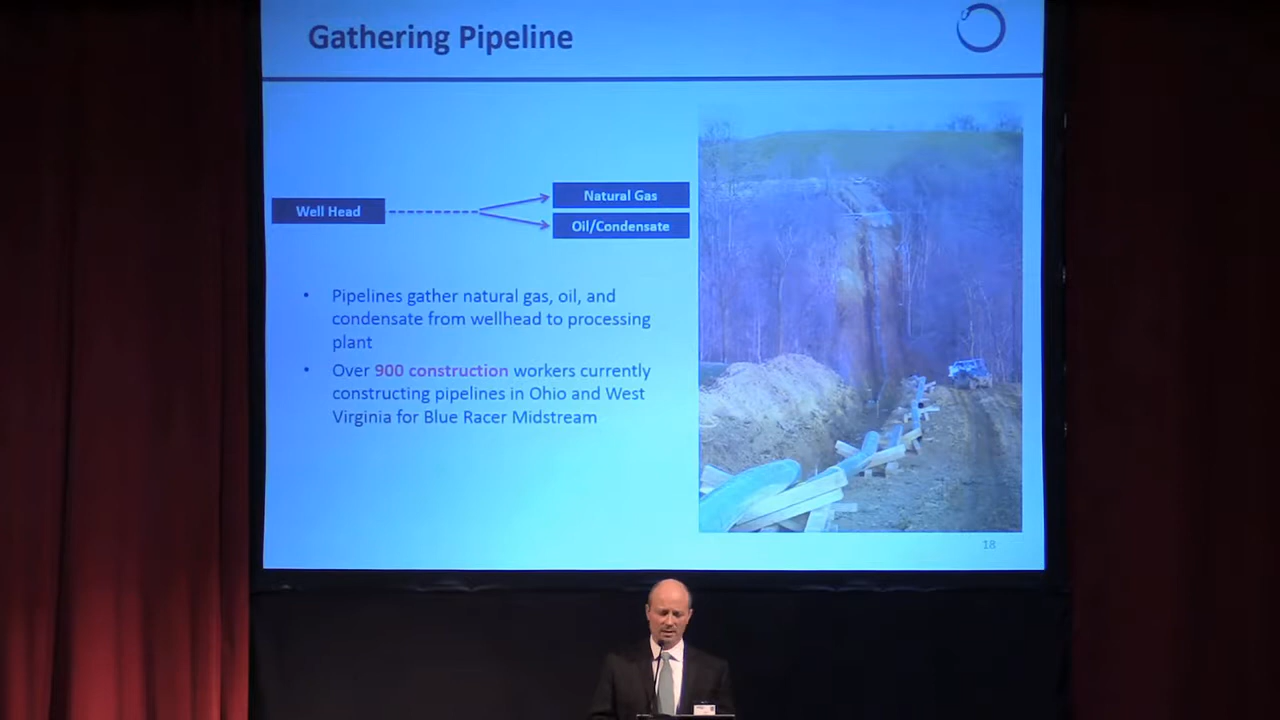 Gathering Pipeline
Well Head
Natural Gas
Oil/Condensate
• Pipelines gather natural gas, oil, and
condensate from wellhead to processing
plant
• Over 900 construction workers currently
constructing pipelines in Ohio and West
Virginia for Blue Racer Midstream
18